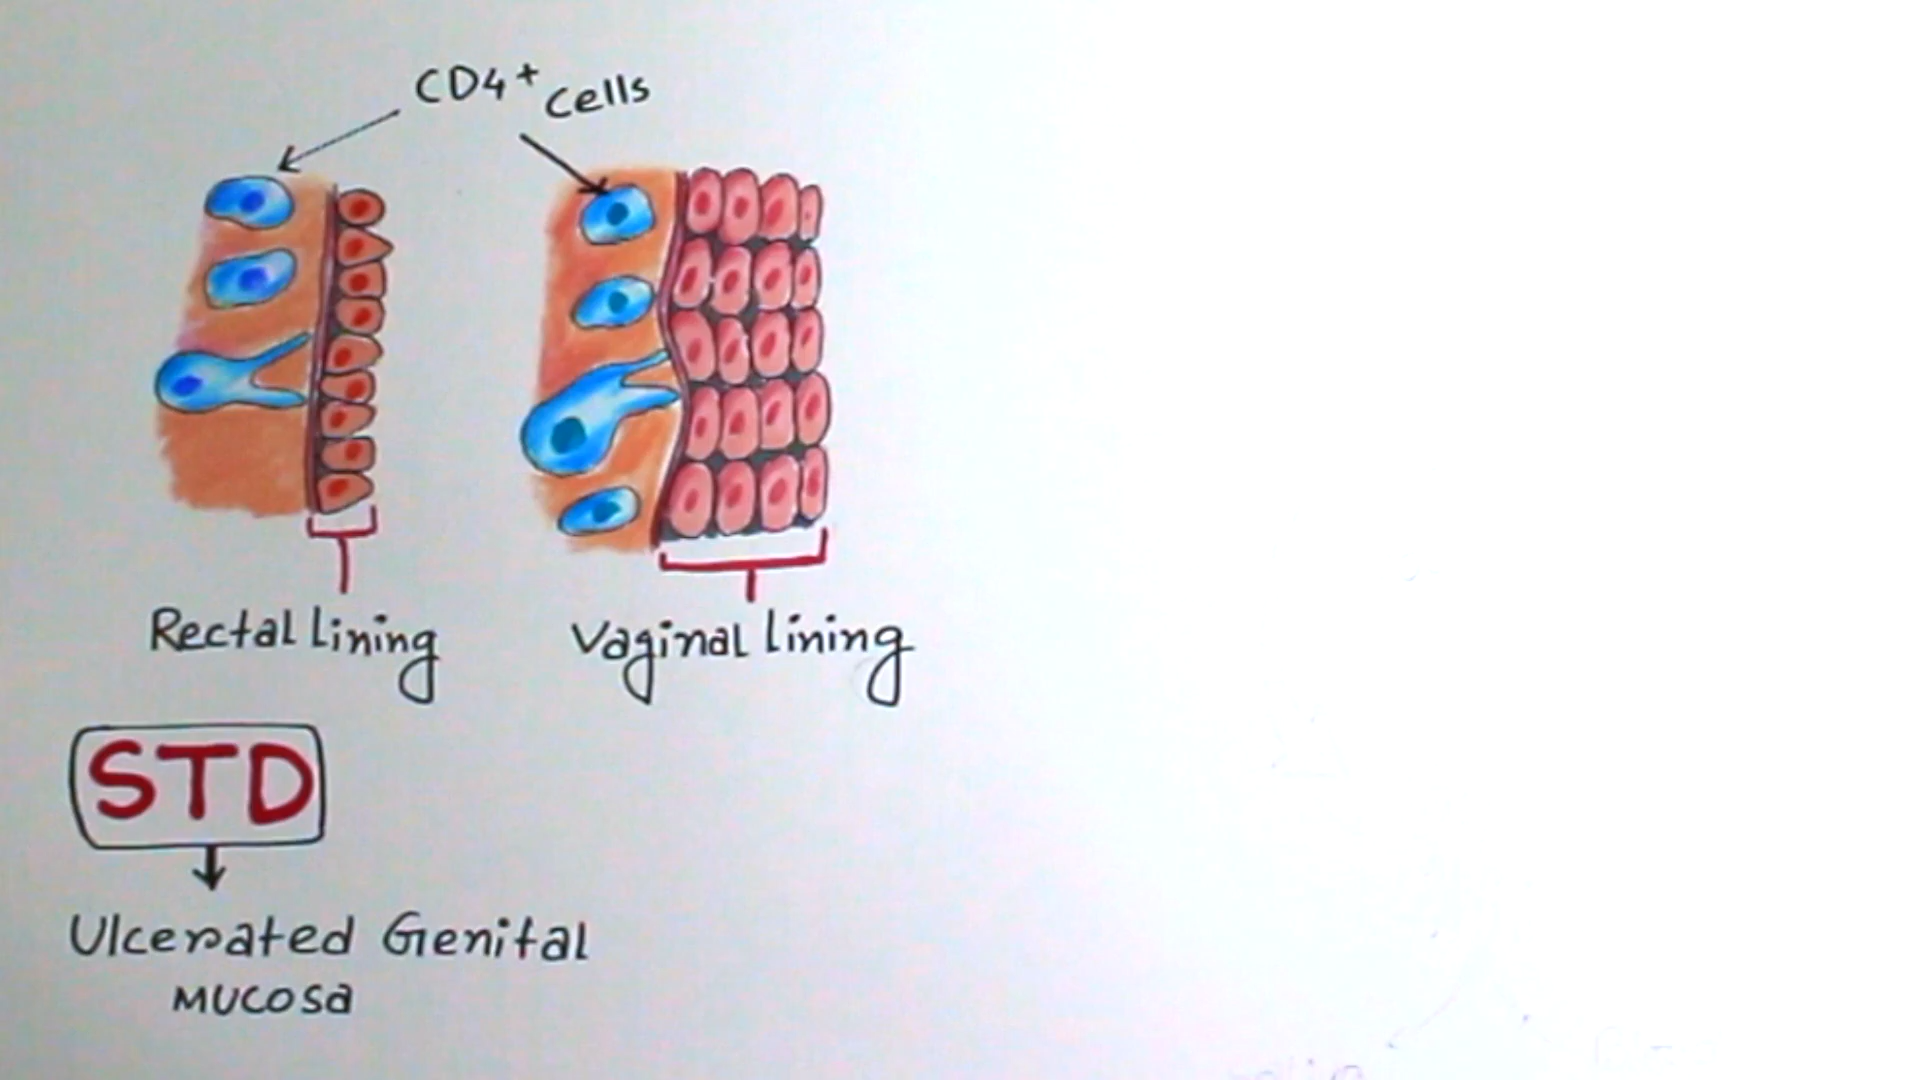 CD4+ Cells
Rectal Lining
Vaginal Lining
STD
Ulcerated Genital
Mucosa